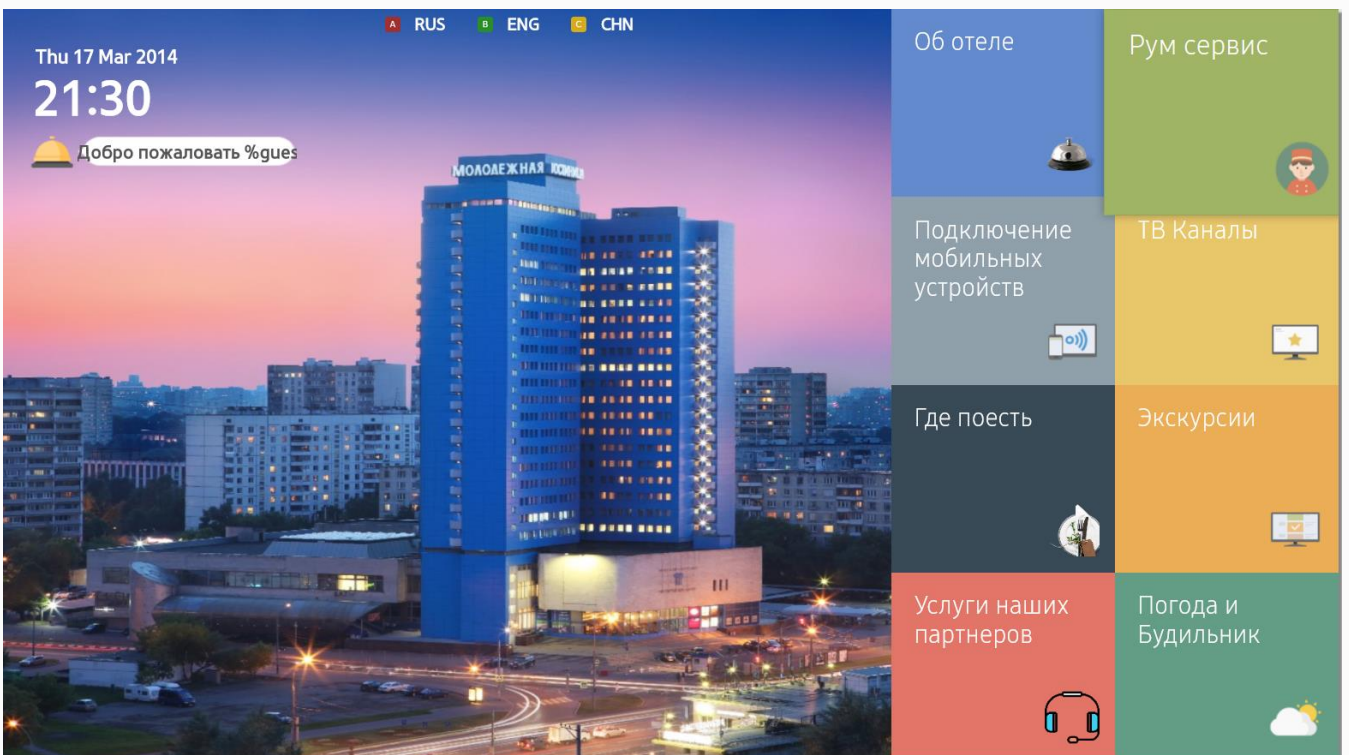 A RUS B ENG C CHN
Thu 17 Mar 2014
21:30
Добро пожаловать %gues
МОЛОДЕЖНАЯ
Об отеле
Рум сервис
Подключение
мобильных
устройств
ТВ Каналы
Где поесть
Экскурсии
Услуги наших
партнеров
Погода и
Будильник